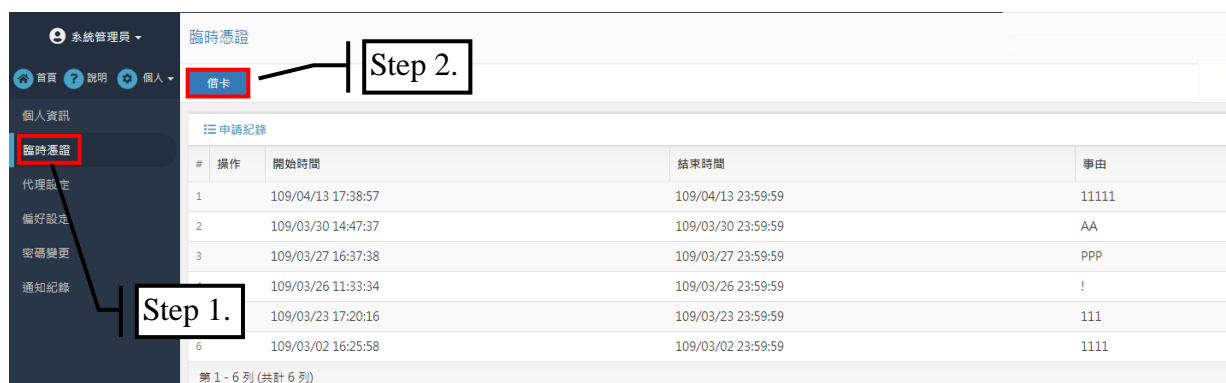 系統管理員
臨時憑證
Step 2.
首頁 ? 說明 個人
借卡
個人資訊
臨時憑證
代理設定
偏好設定
密碼變更
通知紀錄
Step 1.
申請紀錄
# 操作 開始時間 結束時間 事由
1 109/04/13 17:38:57 109/04/13 23:59:59 11111
2 109/03/30 14:47:37 109/03/30 23:59:59 AA
3 109/03/27 16:37:38 109/03/27 23:59:59 PPP
109/03/26 11:33:34 109/03/26 23:59:59 !
109/03/23 17:20:16 109/03/23 23:59:59 111
6 109/03/02 16:25:58 109/03/02 23:59:59 1111
第 1 - 6 列 (共計 6 列)